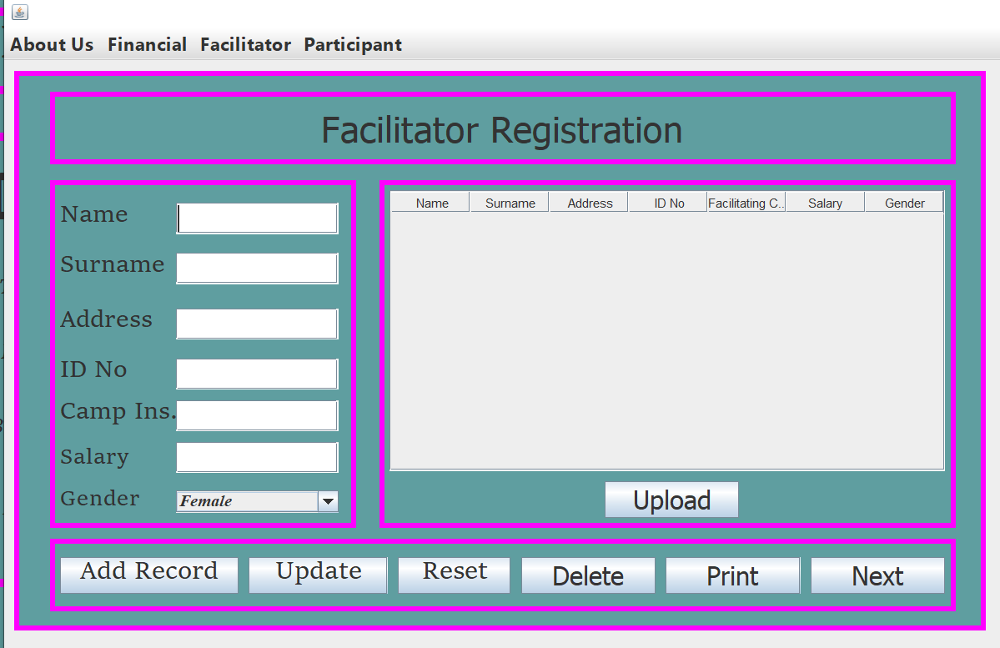 About Us Financial Facilitator Participant
Facilitator Registration
Name
Surname
Address
ID No
Camp Ins.
Salary
Gender Female
Name Surname Address ID No Facilitating C... Salary Gender
Upload
Add Record Update Reset Delete Print Next